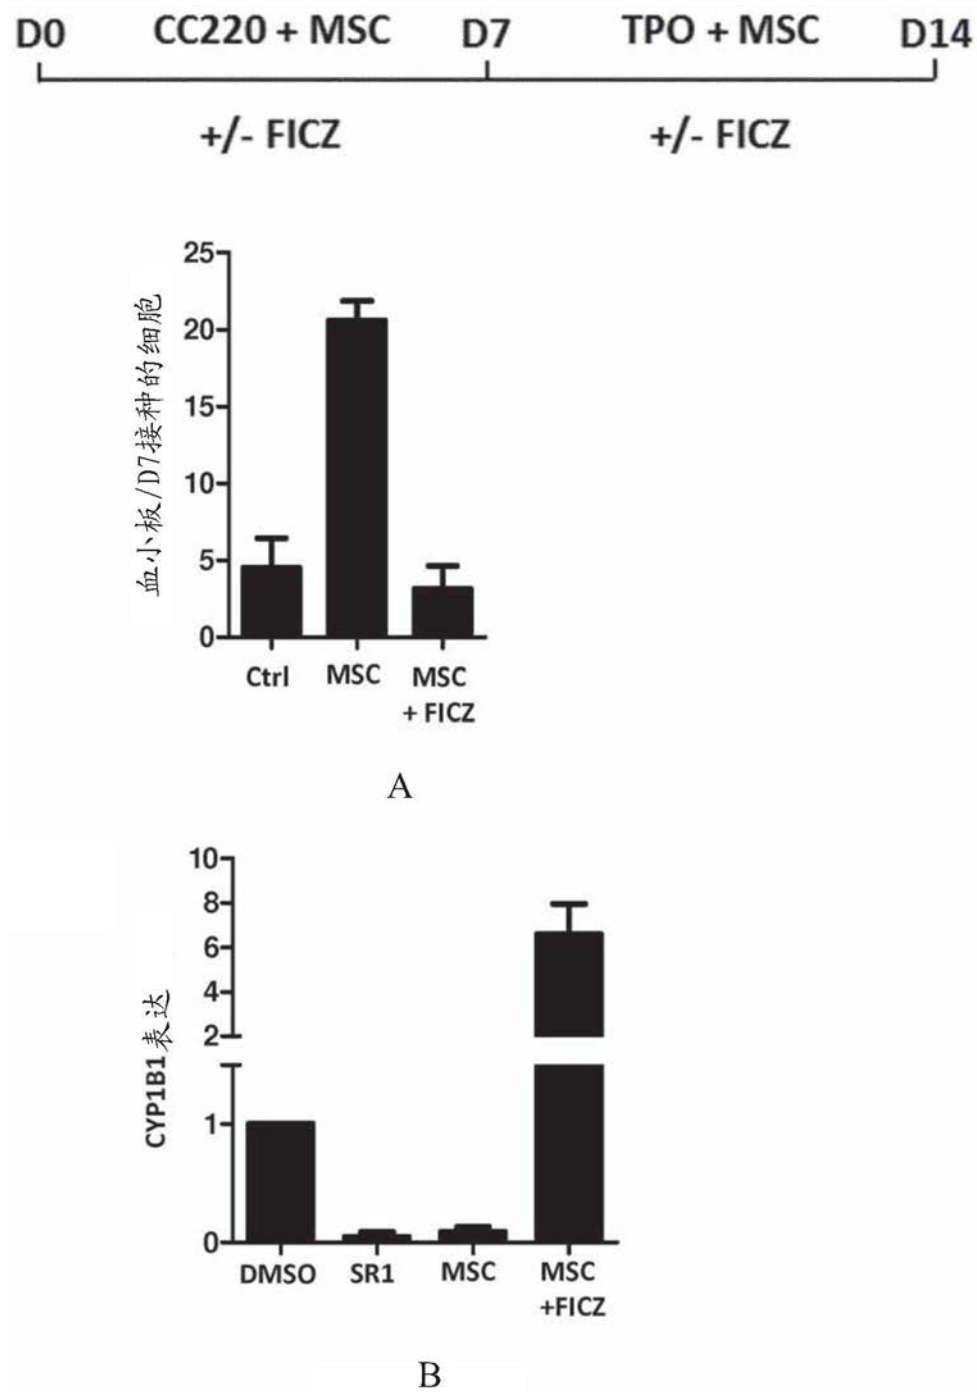 D0 CC220 + MSC D7 TPO + MSC D14
+/- FICZ +/- FICZ
25
20
15
10
5
0
血小板/D7接种的细胞
Ctrl MSC MSC
+ FICZ
A
10
8
6
4
2
1
0
CYP1B1表达
DMSO SR1 MSC MSC
+FICZ
B